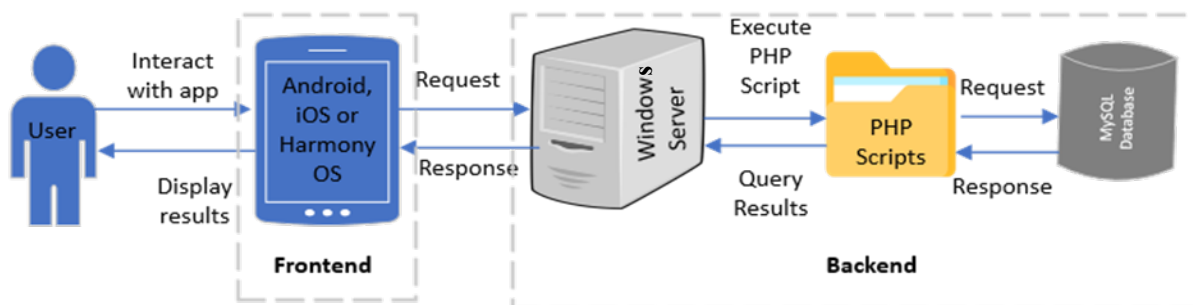 User
Interact
with app
Display
results
Android,
iOS or
Harmony
OS
Frontend
Request
Response
Windows
Server
Execute
PHP
Script
Query
Results
PHP
Scripts
Request
Response
MySQL
Database
Backend